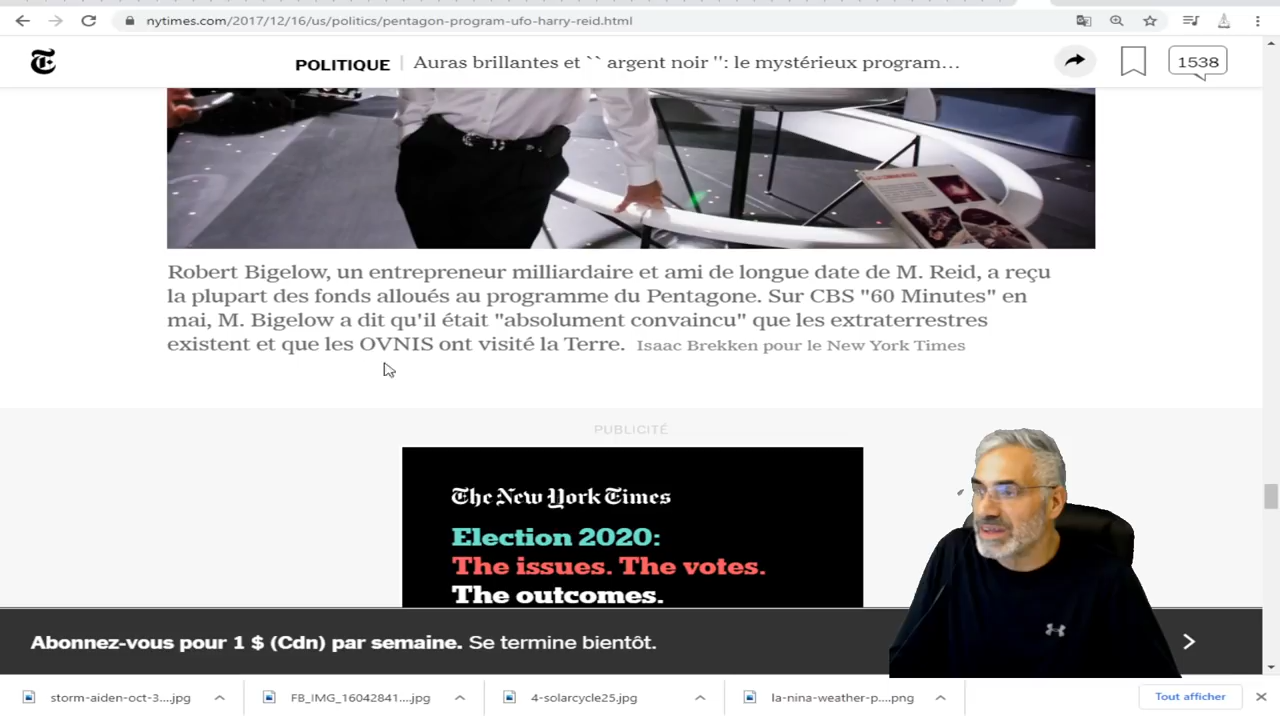 nytimes.com/2017/12/16/us/politics/pentagon-program-ufo-harry-reid.html
T
POLITIQUE | Auras brillantes et `` argent noir '': le mystérieux program…
1538
Robert Bigelow, un entrepreneur milliardaire et ami de longue date de M. Reid, a reçu
la plupart des fonds alloués au programme du Pentagone. Sur CBS "60 Minutes" en
mai, M. Bigelow a dit qu'il était "absolument convaincu" que les extraterrestres
existent et que les OVNIS ont visité la Terre. Isaac Brekken pour le New York Times
PUBLICITÉ
The New York Times
Election 2020:
The issues. The votes.
The outcomes.
Abonnez-vous pour 1 $ (Cdn) par semaine. Se termine bientôt.
storm-aiden-oct-3....jpg
FB_IMG_16042841....jpg
4-solarcycle25.jpg
la-nina-weather-p....png
Tout afficher